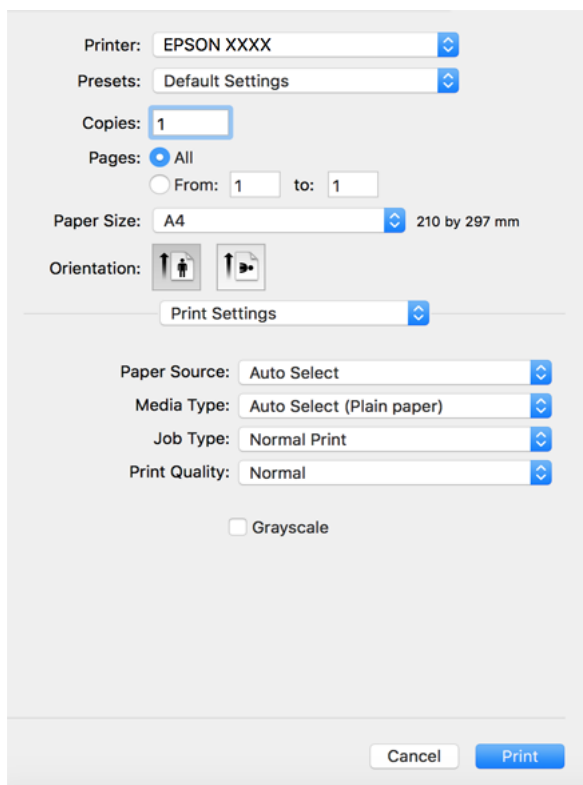 Printer: EPSON XXXX
Presets: Default Settings
Copies: 1
Pages: All
From: 1 to: 1
Paper Size: A4 210 by 297 mm
Orientation:
Print Settings
Paper Source: Auto Select
Media Type: Auto Select (Plain paper)
Job Type: Normal Print
Print Quality: Normal
Grayscale
Cancel Print